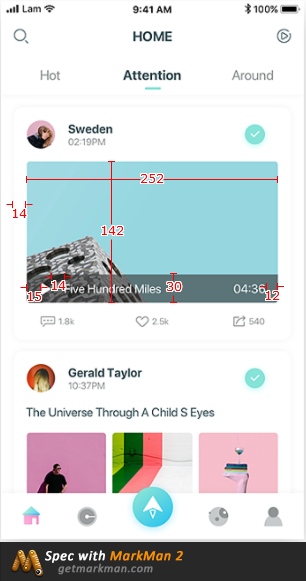 Lam 9:41 AM 100%
HOME
Hot Attention Around
Sweden
02:19PM
252
14
142
14
30
15
12
Five Hundred Miles 04:36
1.8k 2.5k 540
Gerald Taylor
10:37PM
The Universe Through A Child S Eyes
Spec with MarkMan 2
getmarkman.com